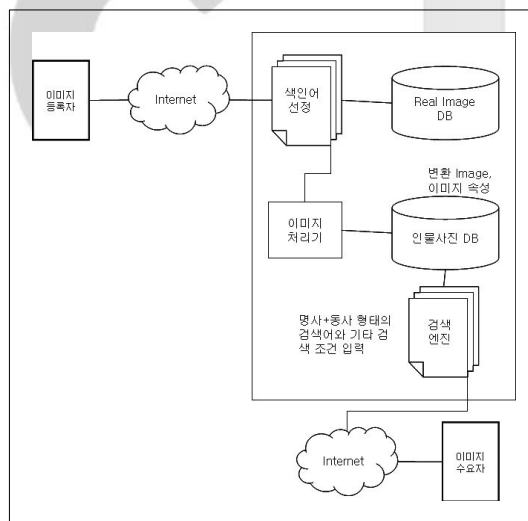 이미지
등록자
Internet
색인어
선정
Real Image
DB
변환 Image,
이미지 속성
이미지
처리기
인물사진 DB
명사+동사 형태의
검색어와 기타 검
색 조건 입력
검색
엔진
Internet
이미지
수요자